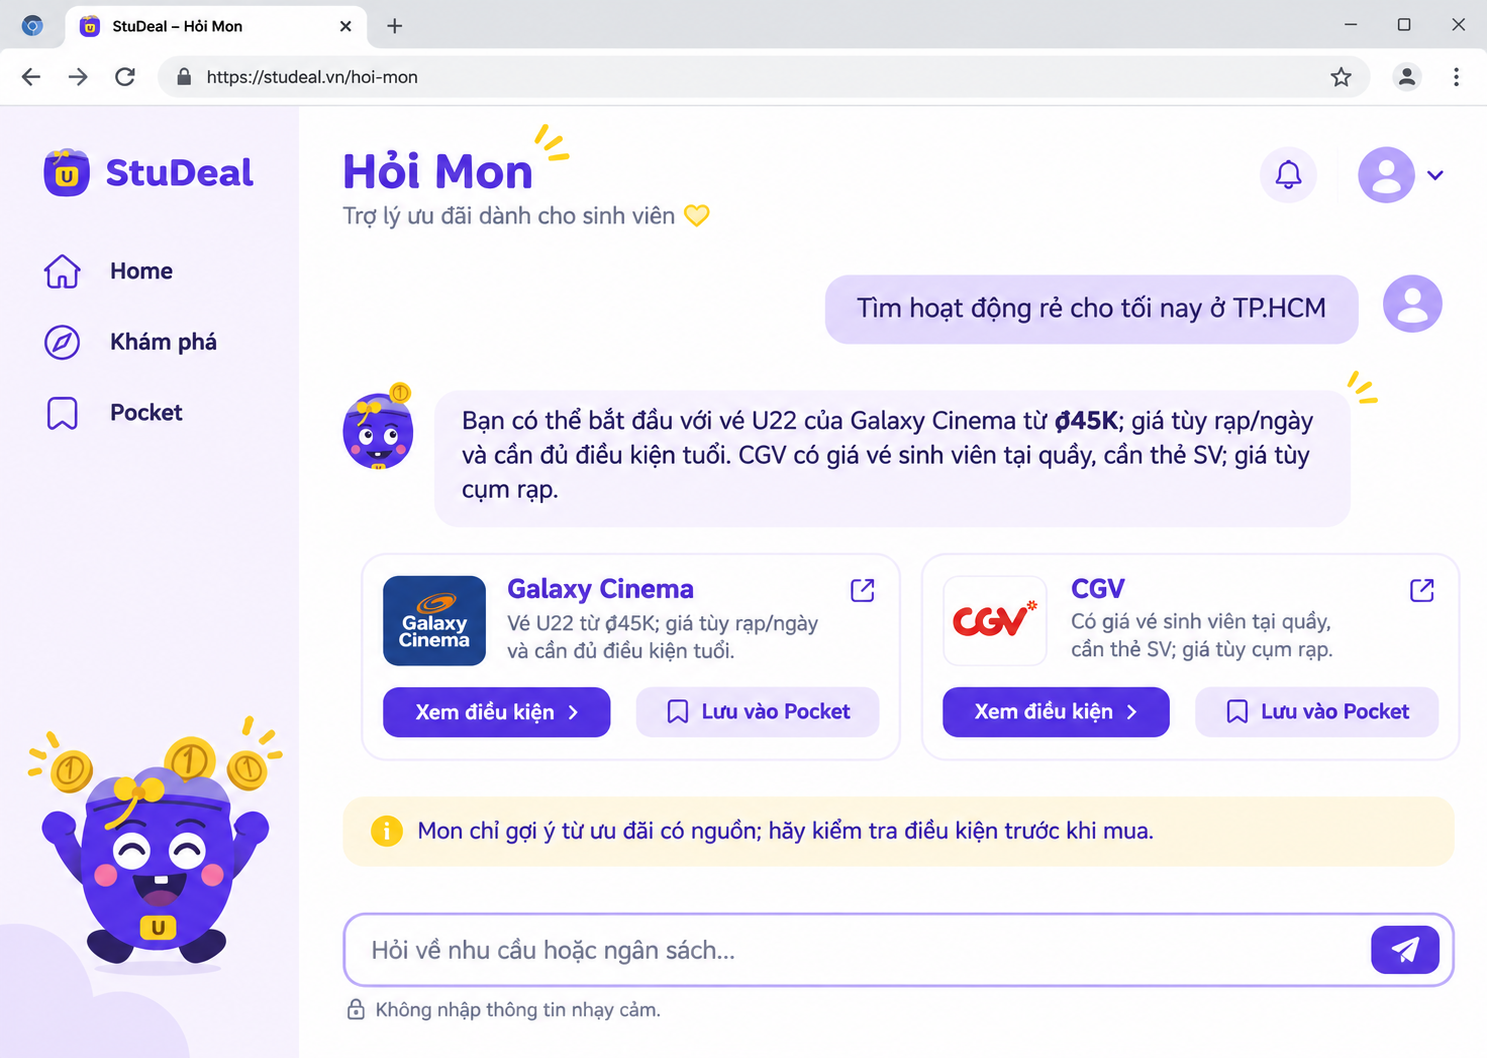 StuDeal – Hỏi Mon
https://studeal.vn/hoi-mon
U StuDeal
Home
Khám phá
Pocket
U
Hỏi Mon
Trợ lý ưu đãi dành cho sinh viên
Tìm hoạt động rẻ cho tối nay ở TP.HCM
Bạn có thể bắt đầu với vé U22 của Galaxy Cinema từ ₫45K; giá tùy rạp/ngày
và cần đủ điều kiện tuổi. CGV có giá vé sinh viên tại quầy, cần thẻ SV; giá tùy
cụm rạp.
Galaxy
Cinema
Galaxy Cinema
Vé U22 từ ₫45K; giá tùy rạp/ngày
và cần đủ điều kiện tuổi.
Xem điều kiện
Lưu vào Pocket
CGV
CGV
Có giá vé sinh viên tại quầy,
cần thẻ SV; giá tùy cụm rạp.
Xem điều kiện
Lưu vào Pocket
Mon chỉ gợi ý từ ưu đãi có nguồn; hãy kiểm tra điều kiện trước khi mua.
Hỏi về nhu cầu hoặc ngân sách...
Không nhập thông tin nhạy cảm.